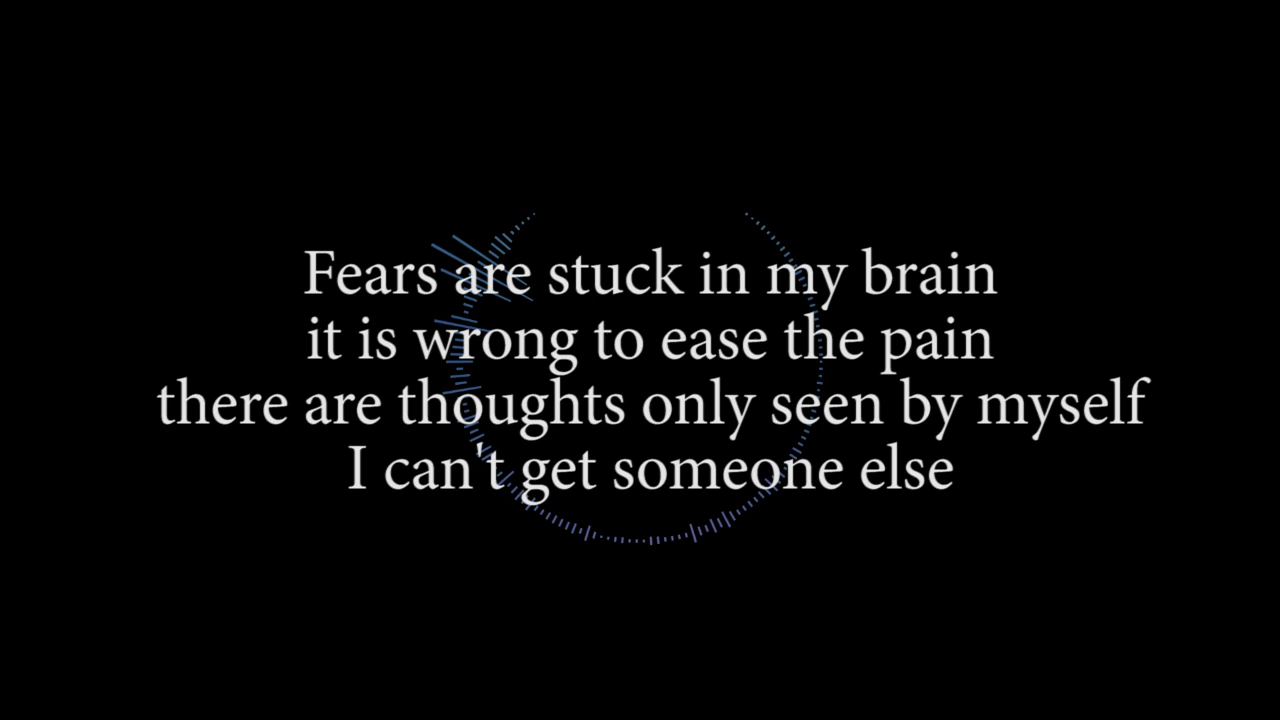 Fears are stuck in my brain
it is wrong to ease the pain
there are thoughts only seen by myself
I can't get someone else